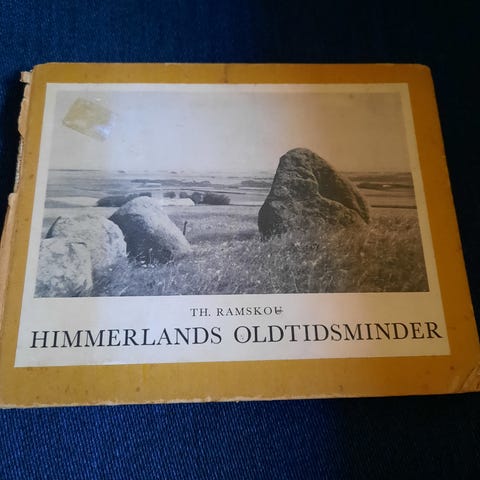 TH. RAMSKOU
HIMMERLANDS OLDTIDSMINDER